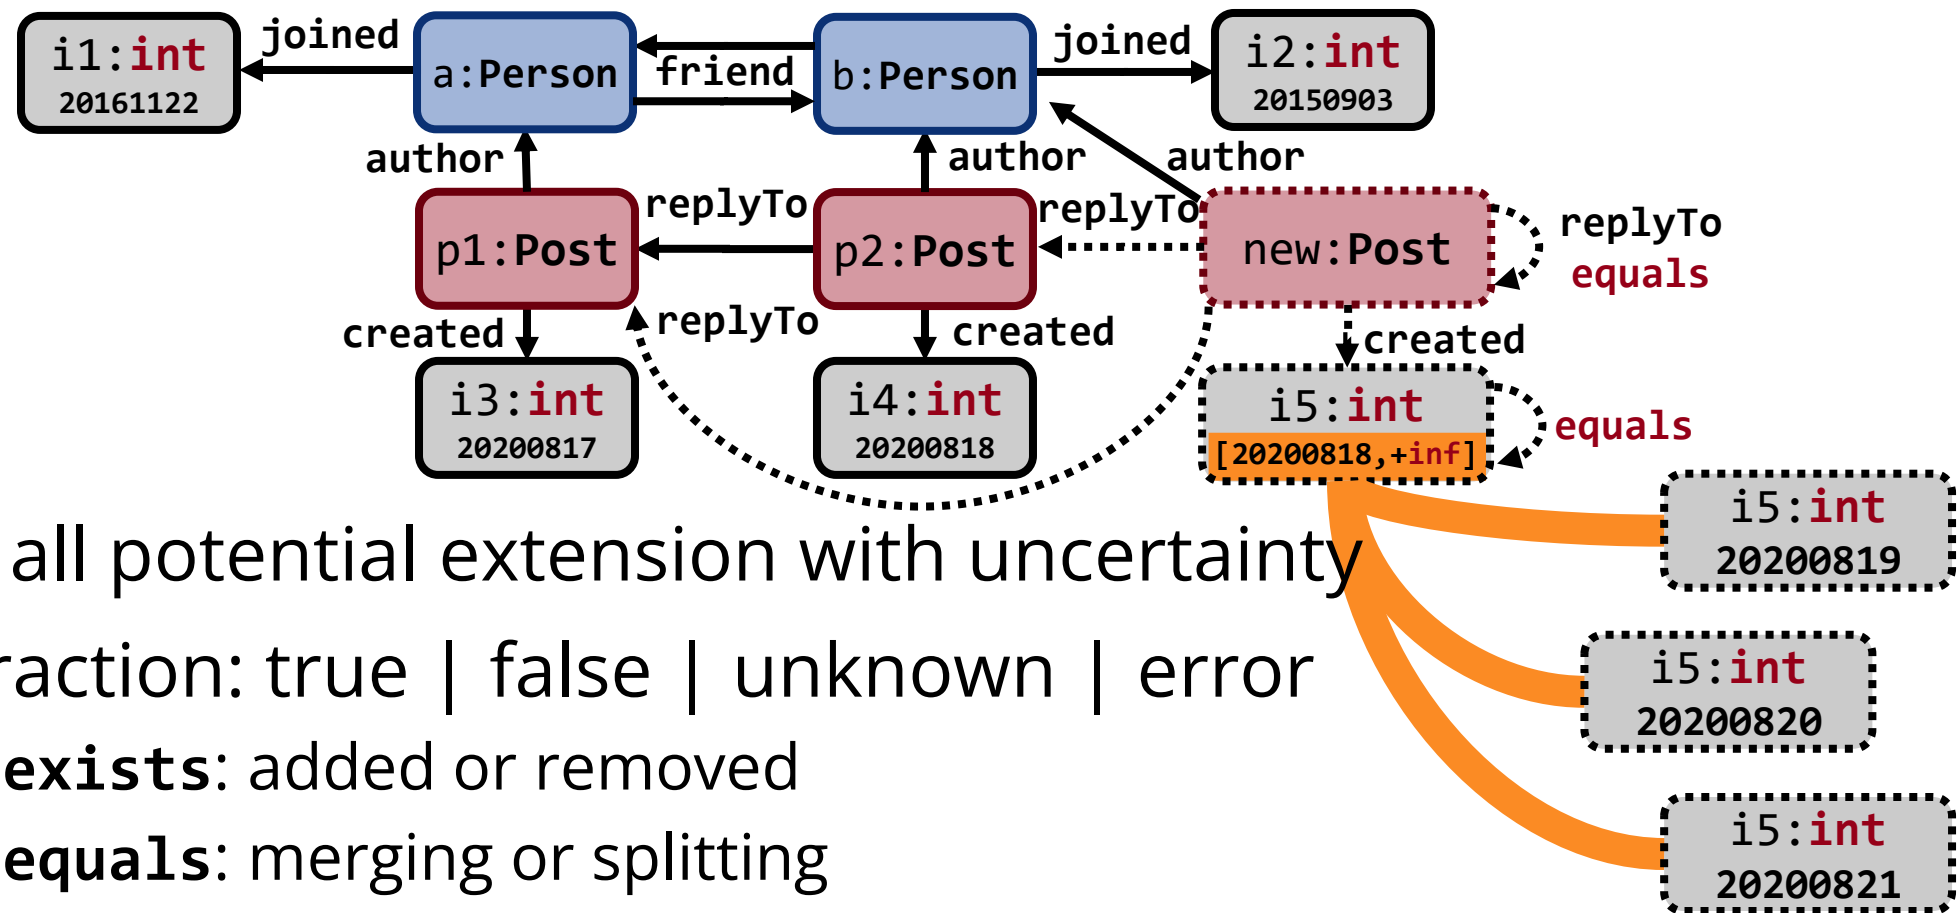 i1:int
20161122
joined
a:Person
friend
b:Person
joined
i2:int
20150903
author
author
author
p1:Post
replyTo
p2:Post
replyTo
new:Post
replyTo
equals
created
replyTo
created
created
i3:int
20200817
i4:int
20200818
i5:int
[20200818,+inf]
equals
i5:int
20200819
i5:int
20200820
i5:int
20200821
all potential extension with uncertainty
raction: true | false | unknown | error
exists: added or removed
equals: merging or splitting